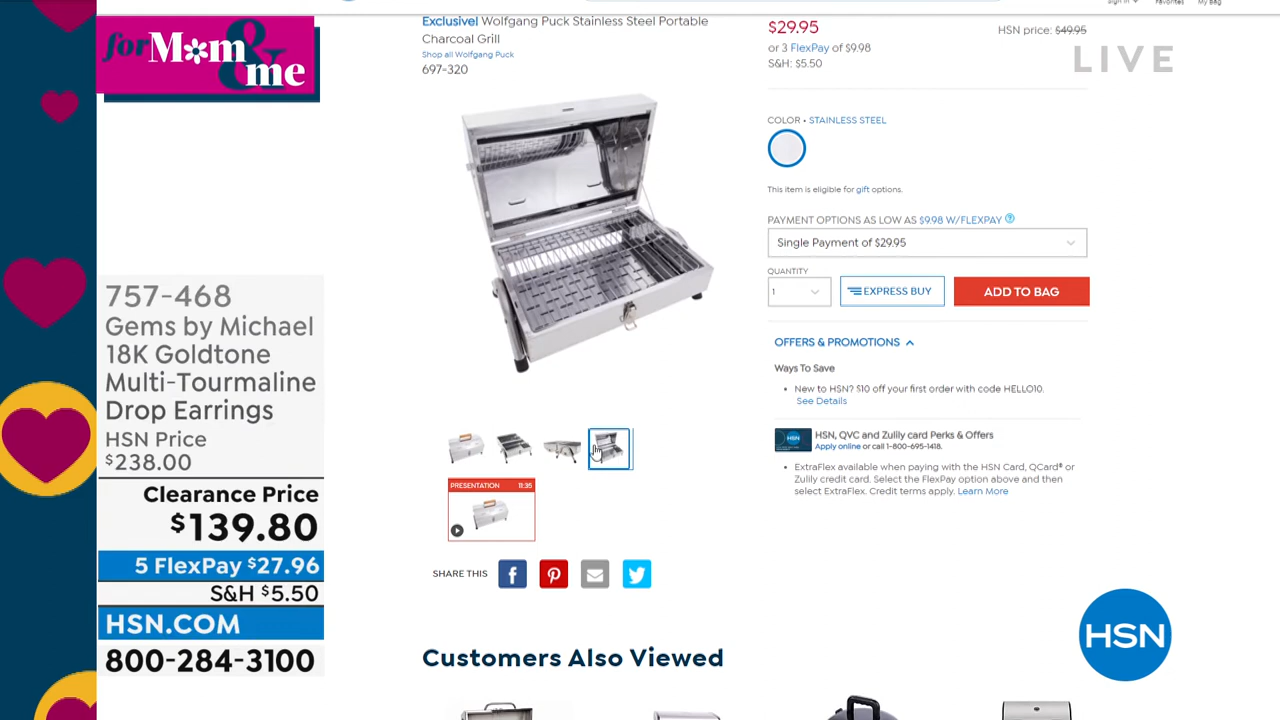 for Mom
& me
757-468
Gems by Michael
18K Goldtone
Multi-Tourmaline
Drop Earrings
HSN Price
$238.00
Clearance Price
$139.80
5 FlexPay $27.96
S&H $5.50
HSN.COM
800-284-3100
Sign in
Favorites
My Bag
Exclusive! Wolfgang Puck Stainless Steel Portable
Charcoal Grill
Shop all Wolfgang Puck
697-320
$29.95
HSN price: $49.95
or 3 FlexPay of $9.98
S&H: $5.50
LIVE
COLOR • STAINLESS STEEL
This item is eligible for gift options.
PAYMENT OPTIONS AS LOW AS $9.98 W/FLEXPAY ?
Single Payment of $29.95
QUANTITY
1
EXPRESS BUY
ADD TO BAG
OFFERS & PROMOTIONS
Ways To Save
• New to HSN? $10 off your first order with code HELLO10.
See Details
HSN
HSN, QVC and Zulily card Perks & Offers
Apply online or call 1-800-695-1418.
• ExtraFlex available when paying with the HSN Card, QCard® or
Zulily credit card. Select the FlexPay option above and then
select ExtraFlex. Credit terms apply. Learn More
PRESENTATION 11:35
SHARE THIS
HSN
Customers Also Viewed